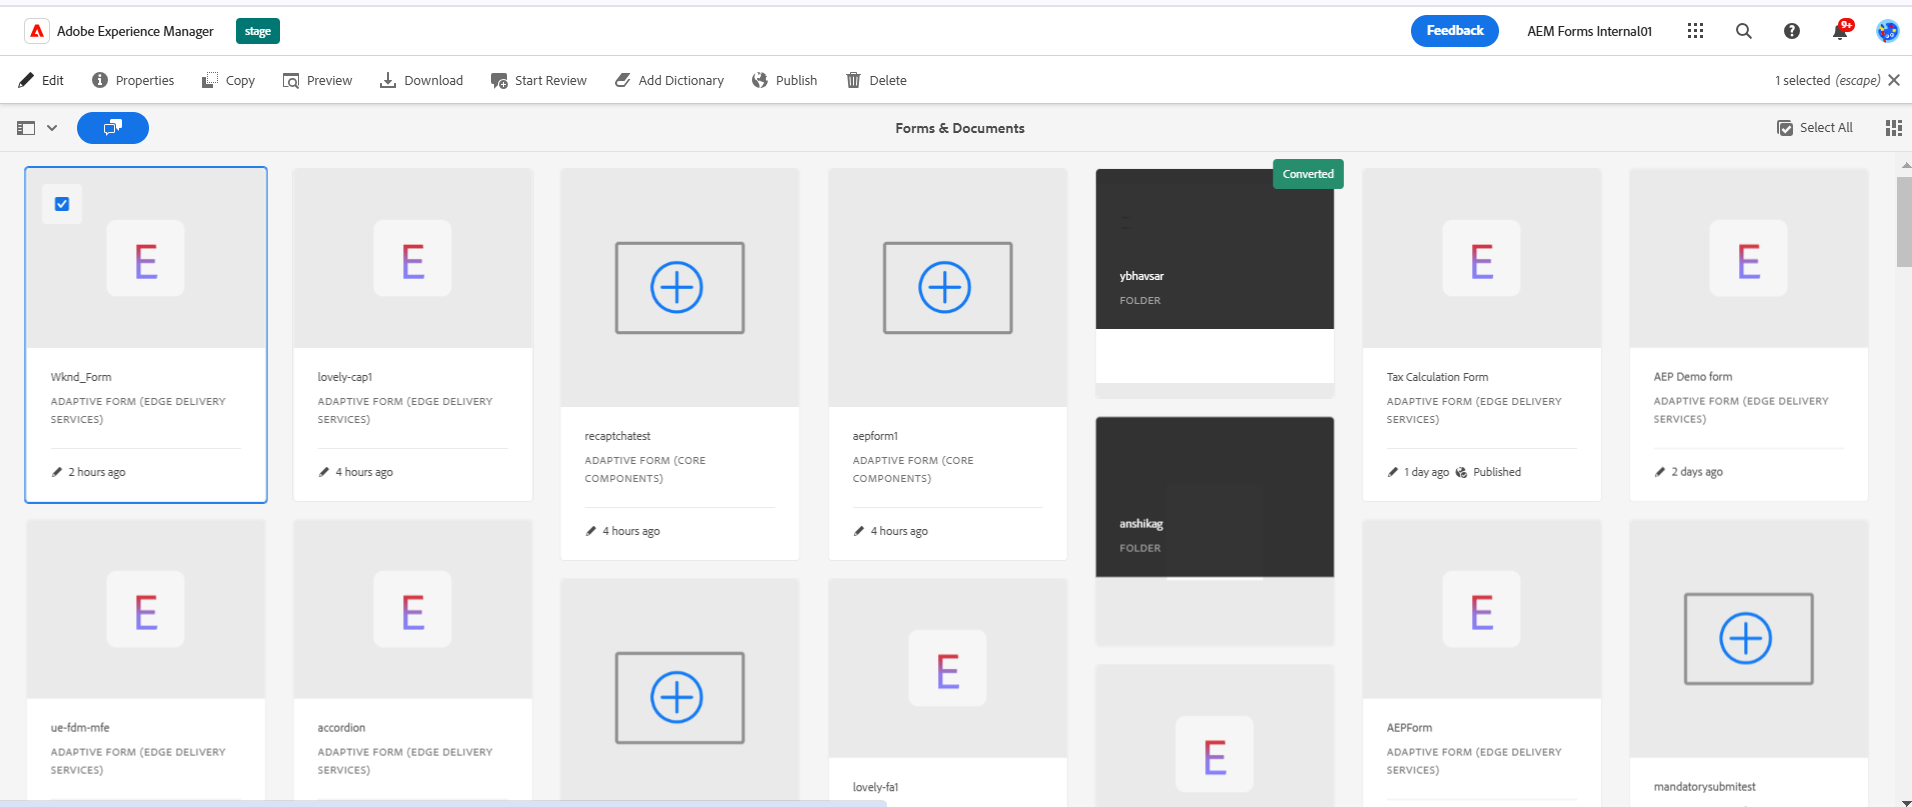 Adobe Experience Manager
stage
Feedback
AEM Forms Internal01
9+
Edit
Properties
Copy
Preview
Download
Start Review
Add Dictionary
Publish
Delete
1 selected (escape)
Forms & Documents
Select All
E
Wknd_Form
ADAPTIVE FORM (EDGE DELIVERY
SERVICES)
2 hours ago
E
lovely-cap1
ADAPTIVE FORM (EDGE DELIVERY
SERVICES)
4 hours ago
recaptchatest
ADAPTIVE FORM (CORE
COMPONENTS)
4 hours ago
aepform1
ADAPTIVE FORM (CORE
COMPONENTS)
4 hours ago
Converted
ybhavsar
FOLDER
anshikag
FOLDER
E
Tax Calculation Form
ADAPTIVE FORM (EDGE DELIVERY
SERVICES)
1 day ago
Published
E
AEP Demo form
ADAPTIVE FORM (EDGE DELIVERY
SERVICES)
2 days ago
E
ue-fdm-mfe
ADAPTIVE FORM (EDGE DELIVERY
SERVICES)
E
accordion
ADAPTIVE FORM (EDGE DELIVERY
SERVICES)
E
lovely-fa1
E
E
AEPForm
ADAPTIVE FORM (EDGE DELIVERY
SERVICES)
mandatorysubmitest